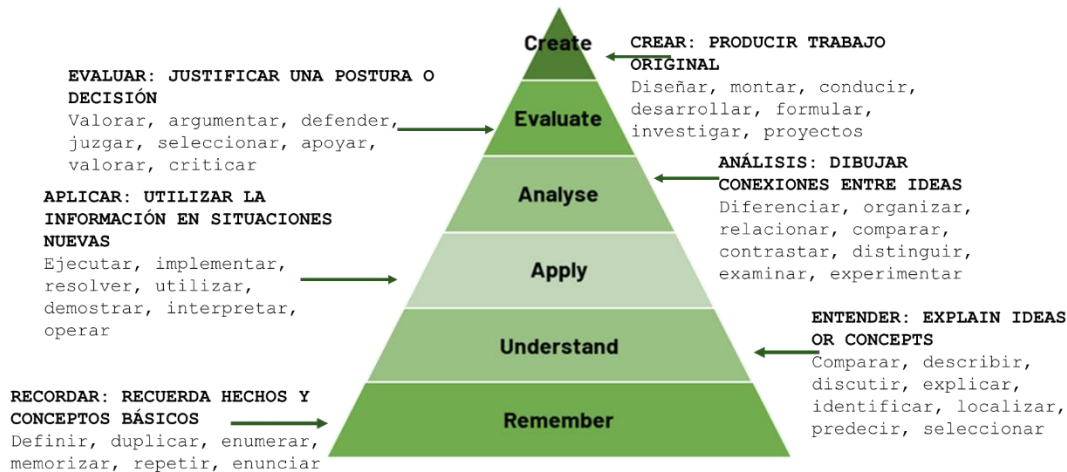 Create
CREAR: PRODUCIR TRABAJO
ORIGINAL
Diseñar, montar, conducir,
desarrollar, formular,
investigar, proyectos
EVALUAR: JUSTIFICAR UNA POSTURA O
DECISIÓN
Valorar, argumentar, defender,
juzgar, seleccionar, apoyar,
valorar, criticar
Evaluate
ANÁLISIS: DIBUJAR
CONEXIONES ENTRE IDEAS
Diferenciar, organizar,
relacionar, comparar,
contrastar, distinguir,
examinar, experimentar
Analyse
APLICAR: UTILIZAR LA
INFORMACIÓN EN SITUACIONES
NUEVAS
Ejecutar, implementar,
resolver, utilizar,
demostrar, interpretar,
operar
Apply
ENTENDER: EXPLAIN IDEAS
OR CONCEPTS
Comparar, describir,
discutir, explicar,
identificar, localizar,
predecir, seleccionar
Understand
RECORDAR: RECUERDA HECHOS Y
CONCEPTOS BÁSICOS
Definir, duplicar, enumerar,
memorizar, repetir, enunciar
Remember